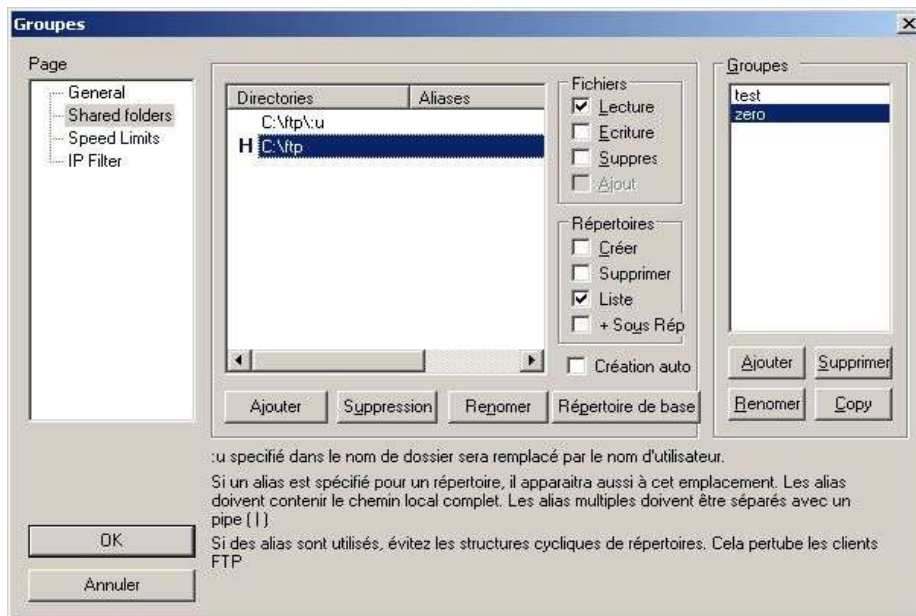 Groupes
Page
General
Shared folders
Speed Limits
IP Filter
Directories Aliases
C:\ftp\:u
H C:\ftp
Fichiers
Lecture
Ecriture
Suppres
Ajout
Répertoires
Créer
Supprimer
Liste
+ Sous Rép
Création auto
Ajouter Suppression Renomer Répertoire de base
Groupes
test
zero
Ajouter Supprimer
Renomer Copy
:u specifié dans le nom de dossier sera remplacé par le nom d'utilisateur.
Si un alias est spécifié pour un répertoire, il apparaitra aussi à cet emplacement. Les alias
doivent contenir le chemin local complet. Les alias multiples doivent être séparés avec un
pipe ( | )
Si des alias sont utilisés, évitez les structures cycliques de répertoires. Cela pertube les clients
FTP
OK
Annuler